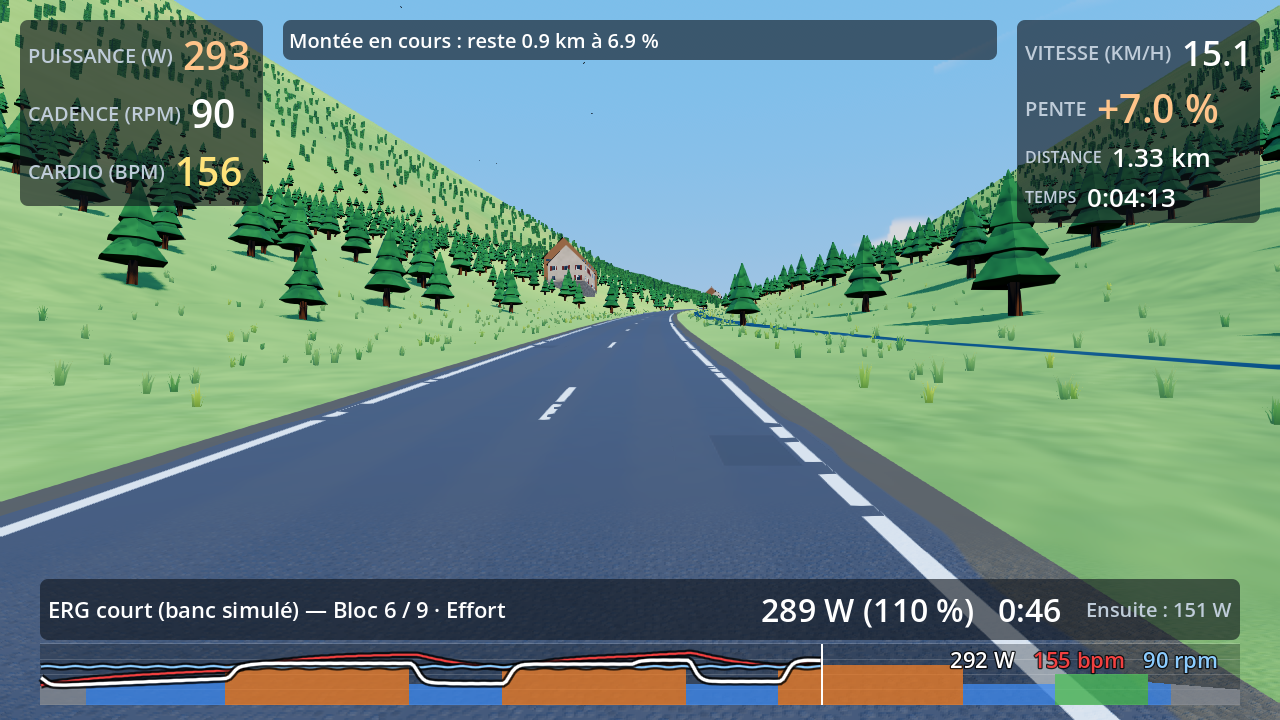 PUISSANCE (W) 293
CADENCE (RPM) 90
CARDIO (BPM) 156
Montée en cours : reste 0.9 km à 6.9 %
VITESSE (KM/H) 15.1
PENTE +7.0 %
DISTANCE 1.33 km
TEMPS 0:04:13
ERG court (banc simulé) — Bloc 6 / 9 · Effort 289 W (110 %) 0:46 Ensuite : 151 W
292 W 155 bpm 90 rpm